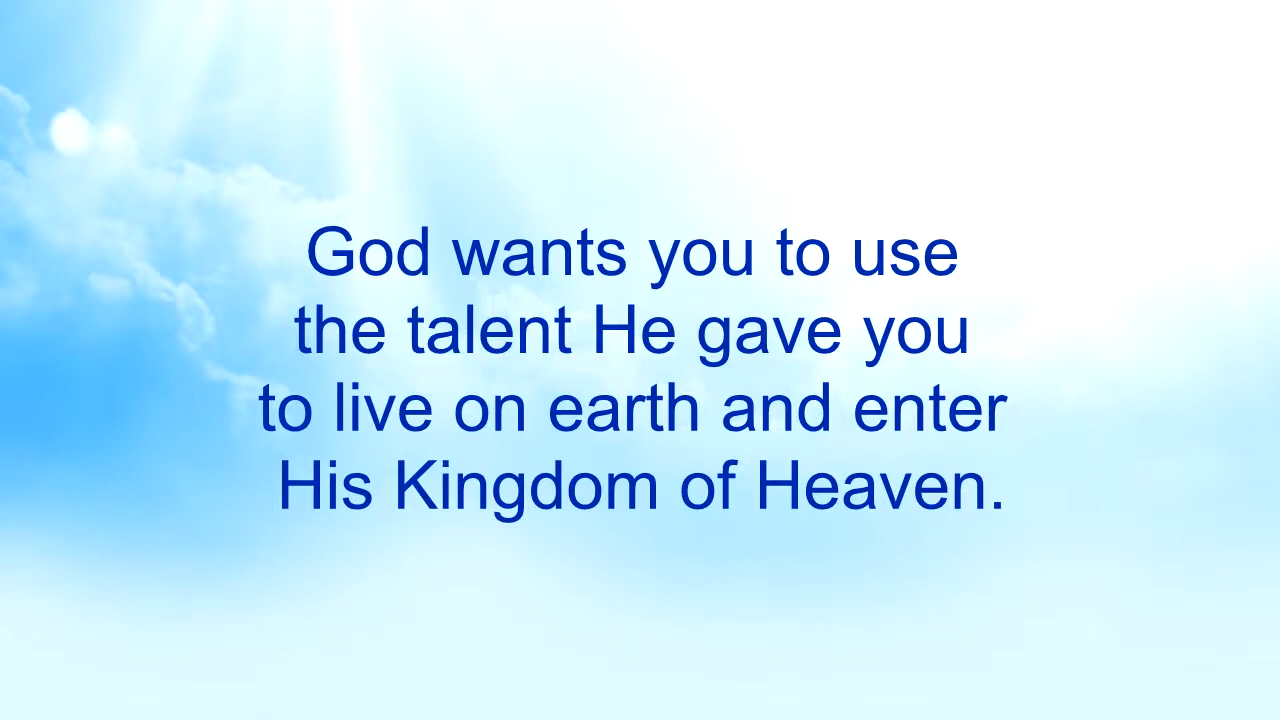 God wants you to use
the talent He gave you
to live on earth and enter
His Kingdom of Heaven.